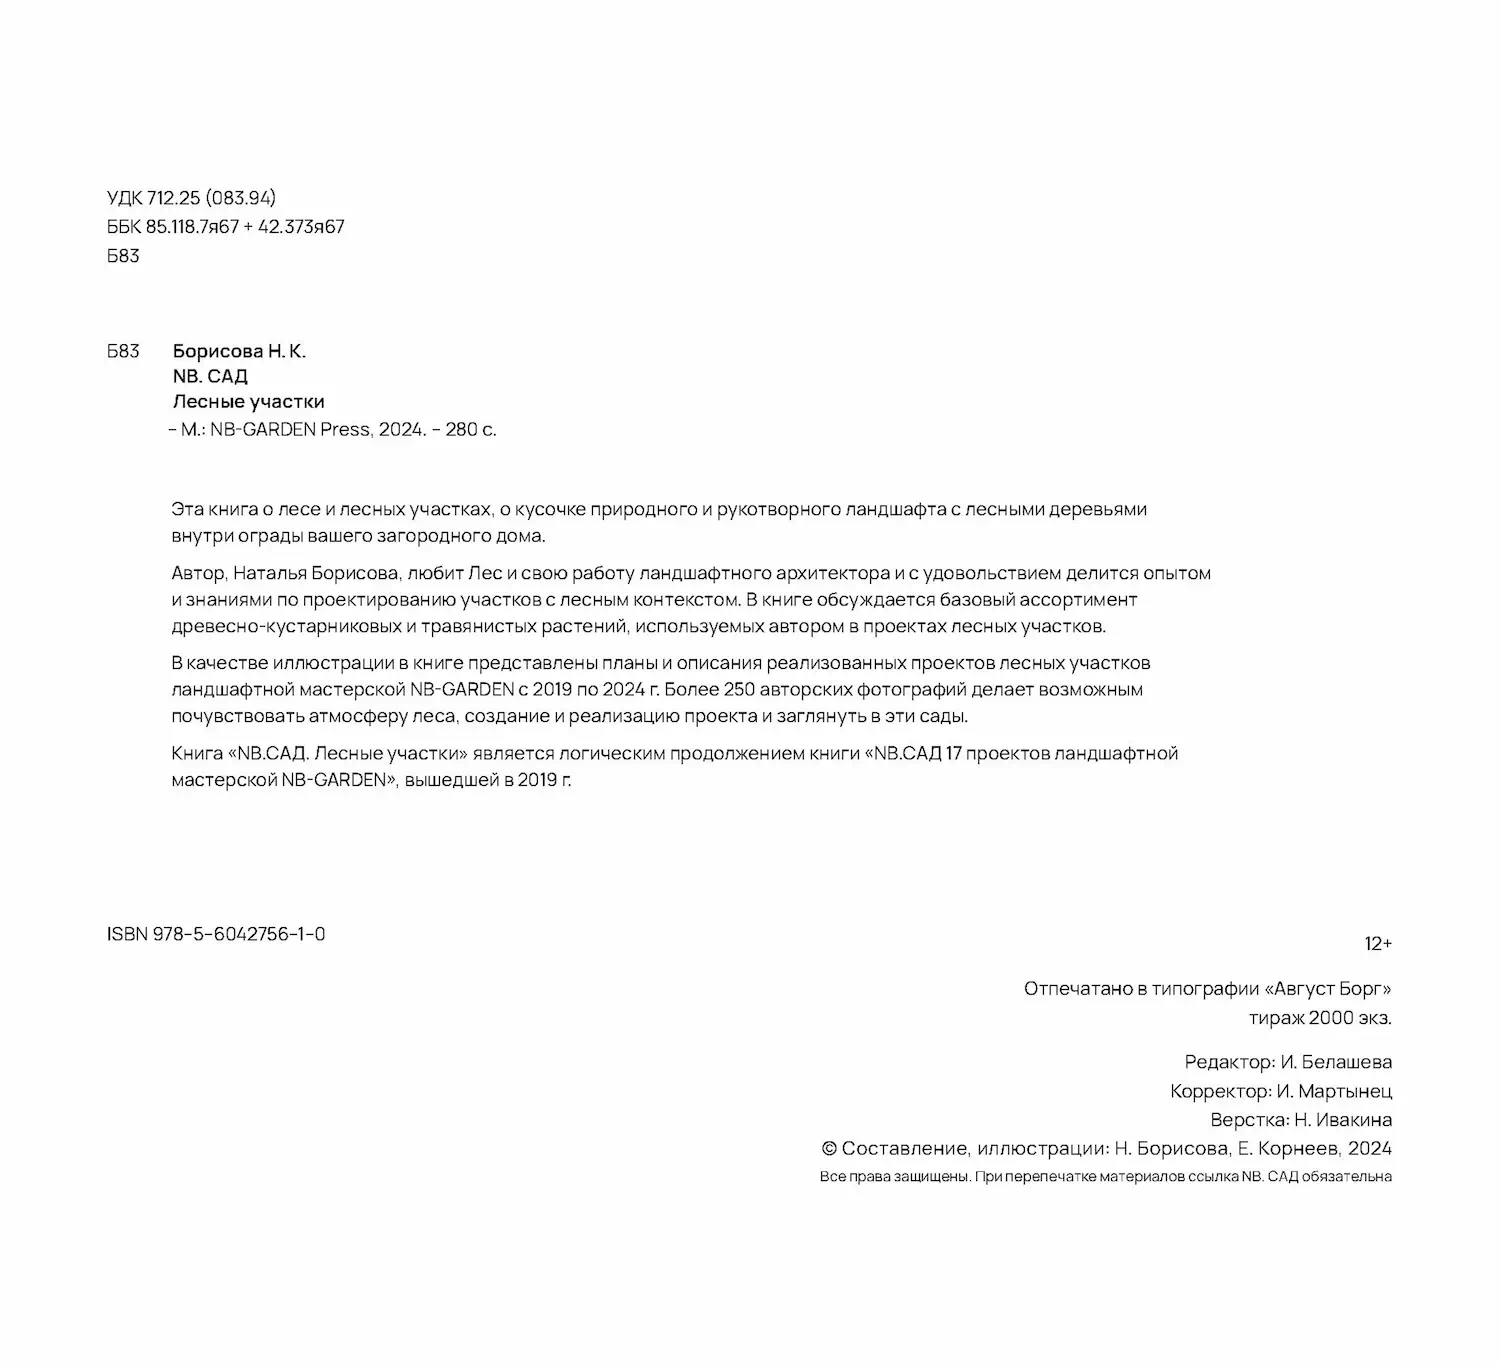 УДК 712.25 (083.94)
ББК 85.118.7я67 + 42.373я67
Б83
Б83 Борисова Н. К.
NB. САД
Лесные участки
– М.: NB-GARDEN Press, 2024. – 280 с.
Эта книга о лесе и лесных участках, о кусочке природного и рукотворного ландшафта с лесными деревьями
внутри ограды вашего загородного дома.
Автор, Наталья Борисова, любит Лес и свою работу ландшафтного архитектора и с удовольствием делится опытом
и знаниями по проектированию участков с лесным контекстом. В книге обсуждается базовый ассортимент
древесно-кустарниковых и травянистых растений, используемых автором в проектах лесных участков.
В качестве иллюстрации в книге представлены планы и описания реализованных проектов лесных участков
ландшафтной мастерской NB-GARDEN с 2019 по 2024 г. Более 250 авторских фотографий делает возможным
почувствовать атмосферу леса, создание и реализацию проекта и заглянуть в эти сады.
Книга «NB.САД. Лесные участки» является логическим продолжением книги «NB.САД 17 проектов ландшафтной
мастерской NB-GARDEN», вышедшей в 2019 г.
ISBN 978–5–6042756–1–0
12+
Отпечатано в типографии «Август Борг»
тираж 2000 экз.
Редактор: И. Белашева
Корректор: И. Мартынец
Верстка: Н. Ивакина
© Составление, иллюстрации: Н. Борисова, Е. Корнеев, 2024
Все права защищены. При перепечатке материалов ссылка NB. САД обязательна